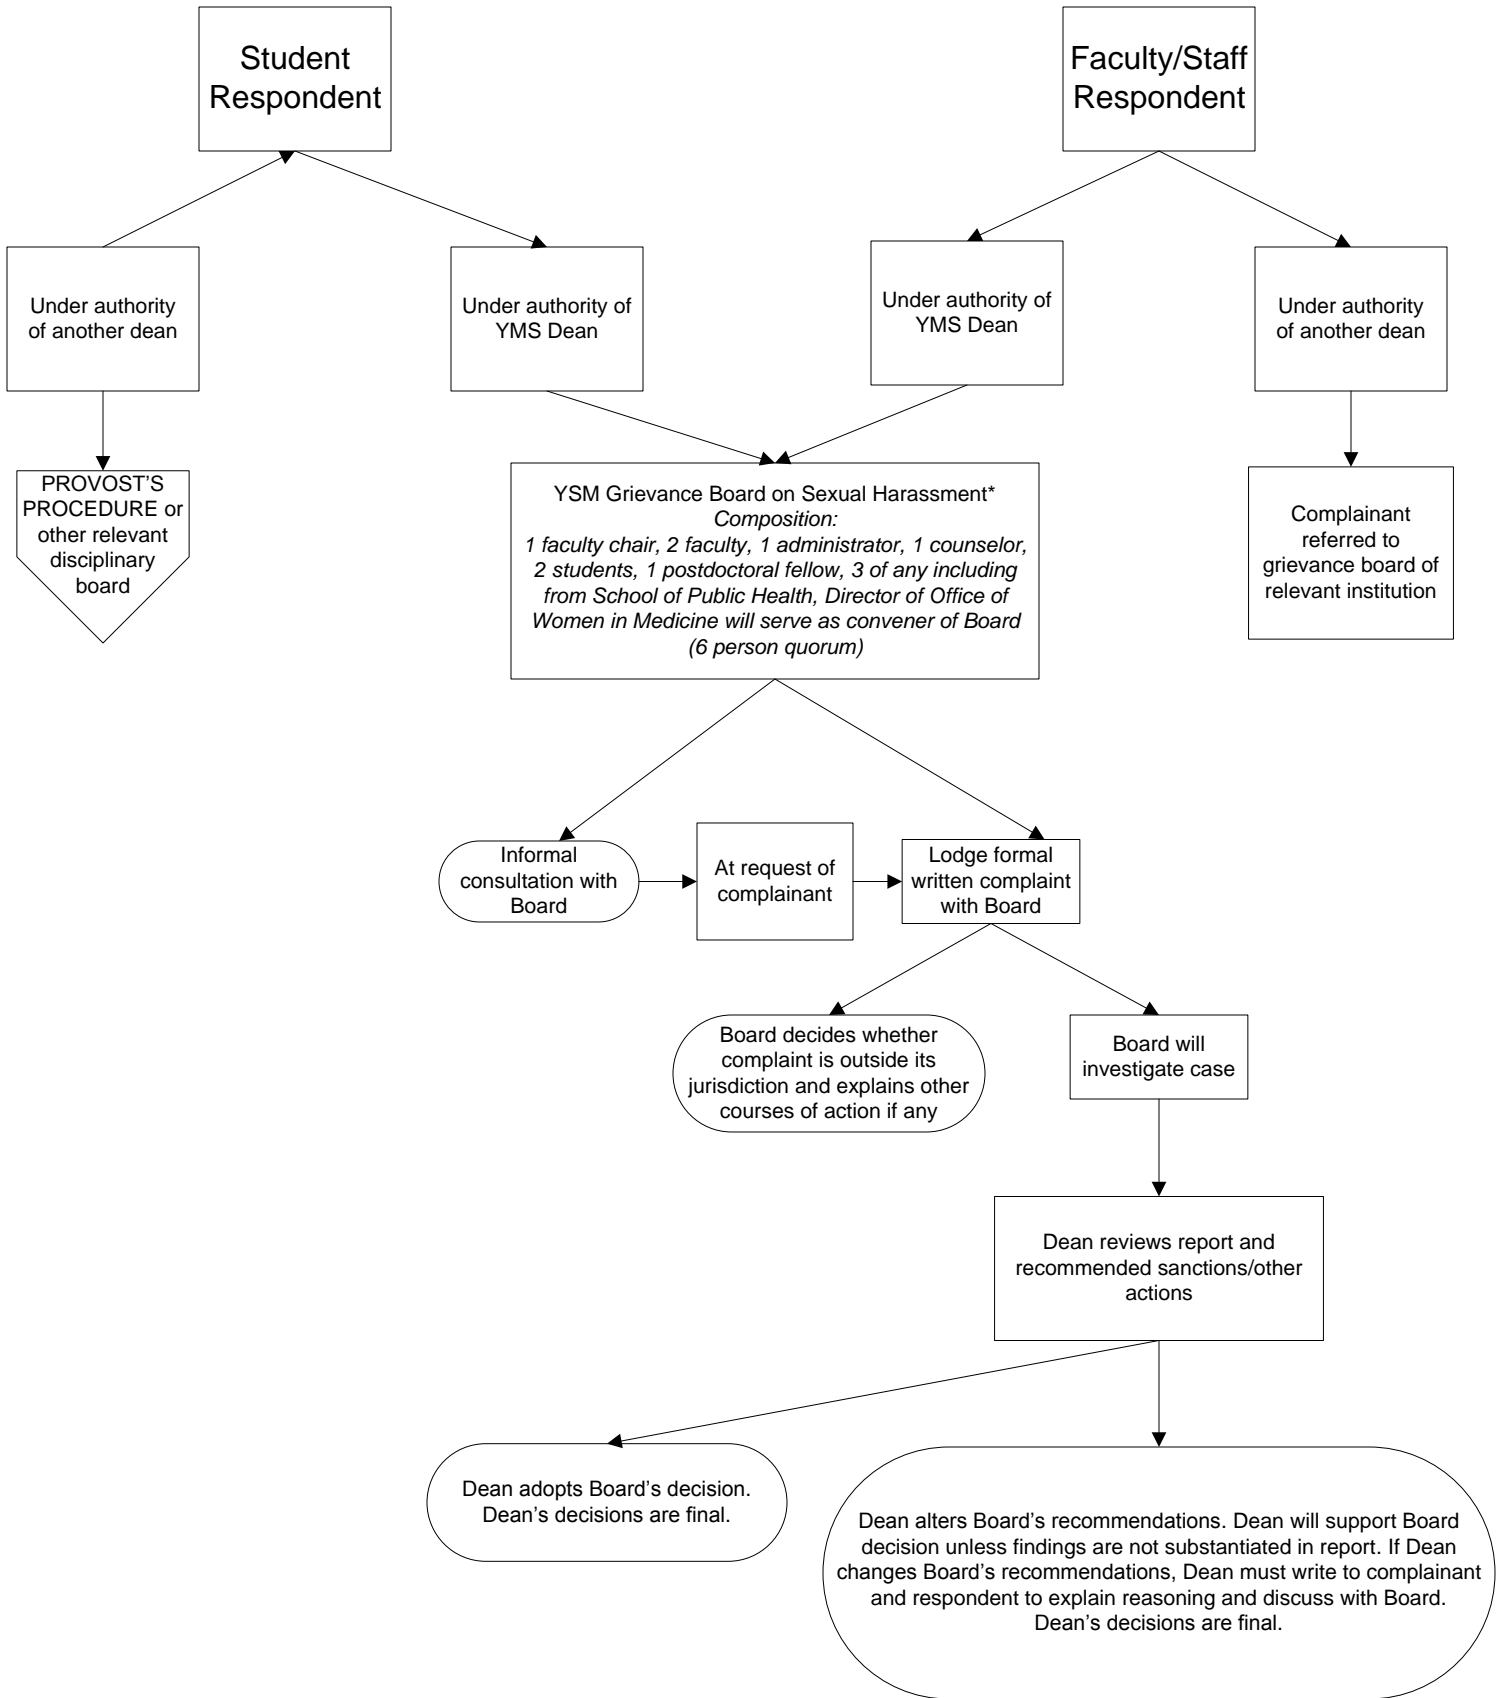 Student
Respondent
Faculty/Staff
Respondent
Under authority
of another dean
Under authority of
YMS Dean
Under authority of
YMS Dean
Under authority
of another dean
PROVOST'S
PROCEDURE or
other relevant
disciplinary
board
YSM Grievance Board on Sexual Harassment*
Composition:
1 faculty chair, 2 faculty, 1 administrator, 1 counselor,
2 students, 1 postdoctoral fellow, 3 of any including
from School of Public Health, Director of Office of
Women in Medicine will serve as convener of Board
(6 person quorum)
Complainant
referred to
grievance board of
relevant institution
Informal
consultation with
Board
At request of
complainant
Lodge formal
written complaint
with Board
Board decides whether
complaint is outside its
jurisdiction and explains other
courses of action if any
Board will
investigate case
Dean reviews report and
recommended sanctions/other
actions
Dean adopts Board's decision.
Dean's decisions are final.
Dean alters Board's recommendations. Dean will support Board
decision unless findings are not substantiated in report. If Dean
changes Board's recommendations, Dean must write to complainant
and respondent to explain reasoning and discuss with Board.
Dean's decisions are final.